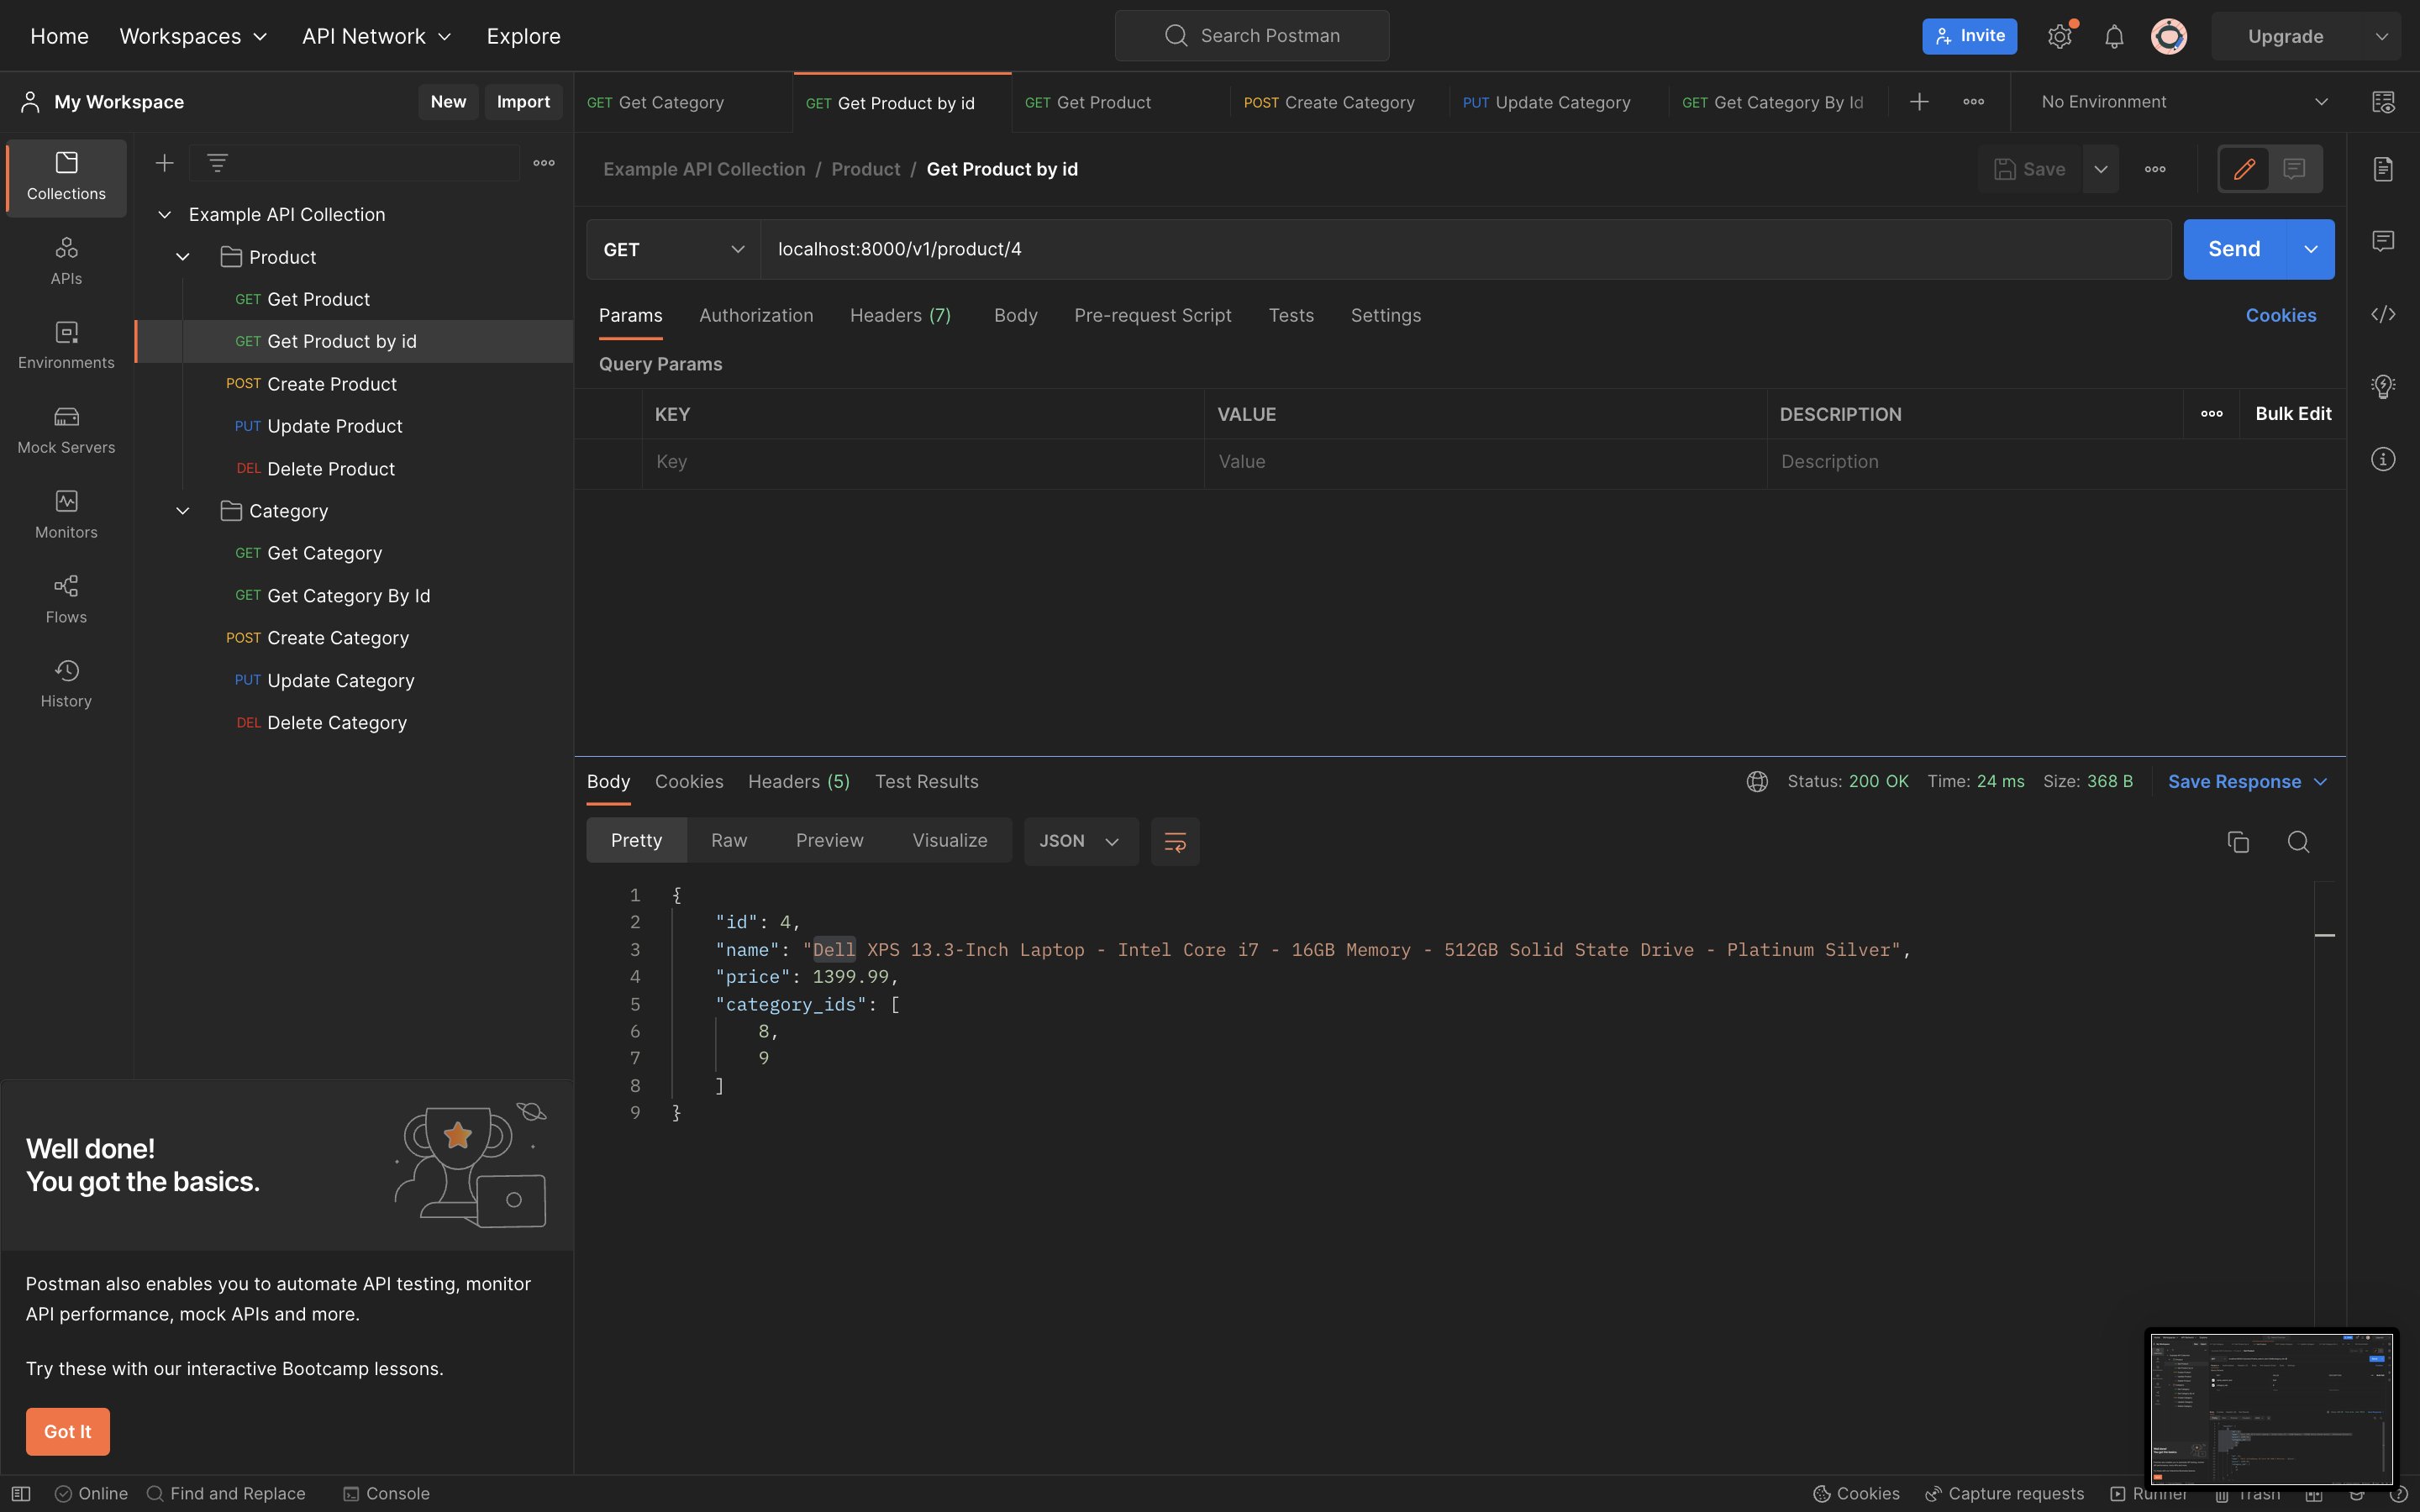 Home Workspaces API Network Explore Search Postman Invite Upgrade
My Workspace New Import
GET Get Category GET Get Product by id GET Get Product POST Create Category PUT Update Category GET Get Category By Id No Environment
Collections
APIs
Environments
Mock Servers
Monitors
Flows
History
Example API Collection
Product
GET Get Product
GET Get Product by id
POST Create Product
PUT Update Product
DEL Delete Product
Category
GET Get Category
GET Get Category By Id
POST Create Category
PUT Update Category
DEL Delete Category
Example API Collection / Product / Get Product by id Save
GET localhost:8000/v1/product/4 Send
Params Authorization Headers (7) Body Pre-request Script Tests Settings Cookies
Query Params
KEY VALUE DESCRIPTION Bulk Edit
Key Value Description
Body Cookies Headers (5) Test Results Status: 200 OK Time: 24 ms Size: 368 B Save Response
Pretty Raw Preview Visualize JSON
1 {
2 "id": 4,
3 "name": "Dell XPS 13.3-Inch Laptop - Intel Core i7 - 16GB Memory - 512GB Solid State Drive - Platinum Silver",
4 "price": 1399.99,
5 "category_ids": [
6 8,
7 9
8 ]
9 }
Well done!
You got the basics.
Postman also enables you to automate API testing, monitor
API performance, mock APIs and more.
Try these with our interactive Bootcamp lessons.
Got It
Online Find and Replace Console Cookies Capture requests Runner Trash